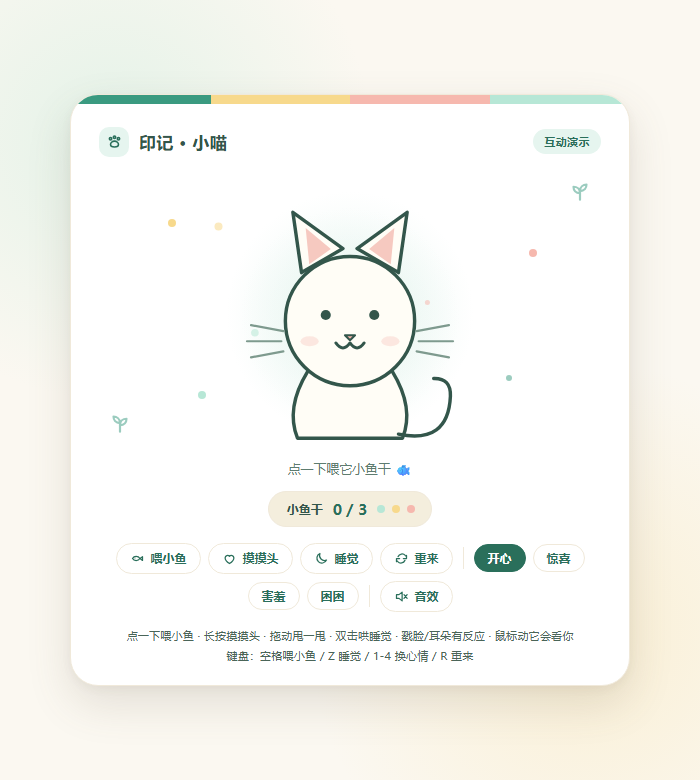 印记 • 小喵
互动演示
点一下喂它小鱼干 🐟
小鱼干 0 / 3
喂小鱼 摸摸头 睡觉 重来 开心 惊喜
害羞 困困 音效
点一下喂小鱼 · 长按摸摸头 · 拖动甩一甩 · 双击哄睡觉 · 戳脸/耳朵有反应 · 鼠标动它会看你
键盘：空格喂小鱼 / Z 睡觉 / 1-4 换心情 / R 重来